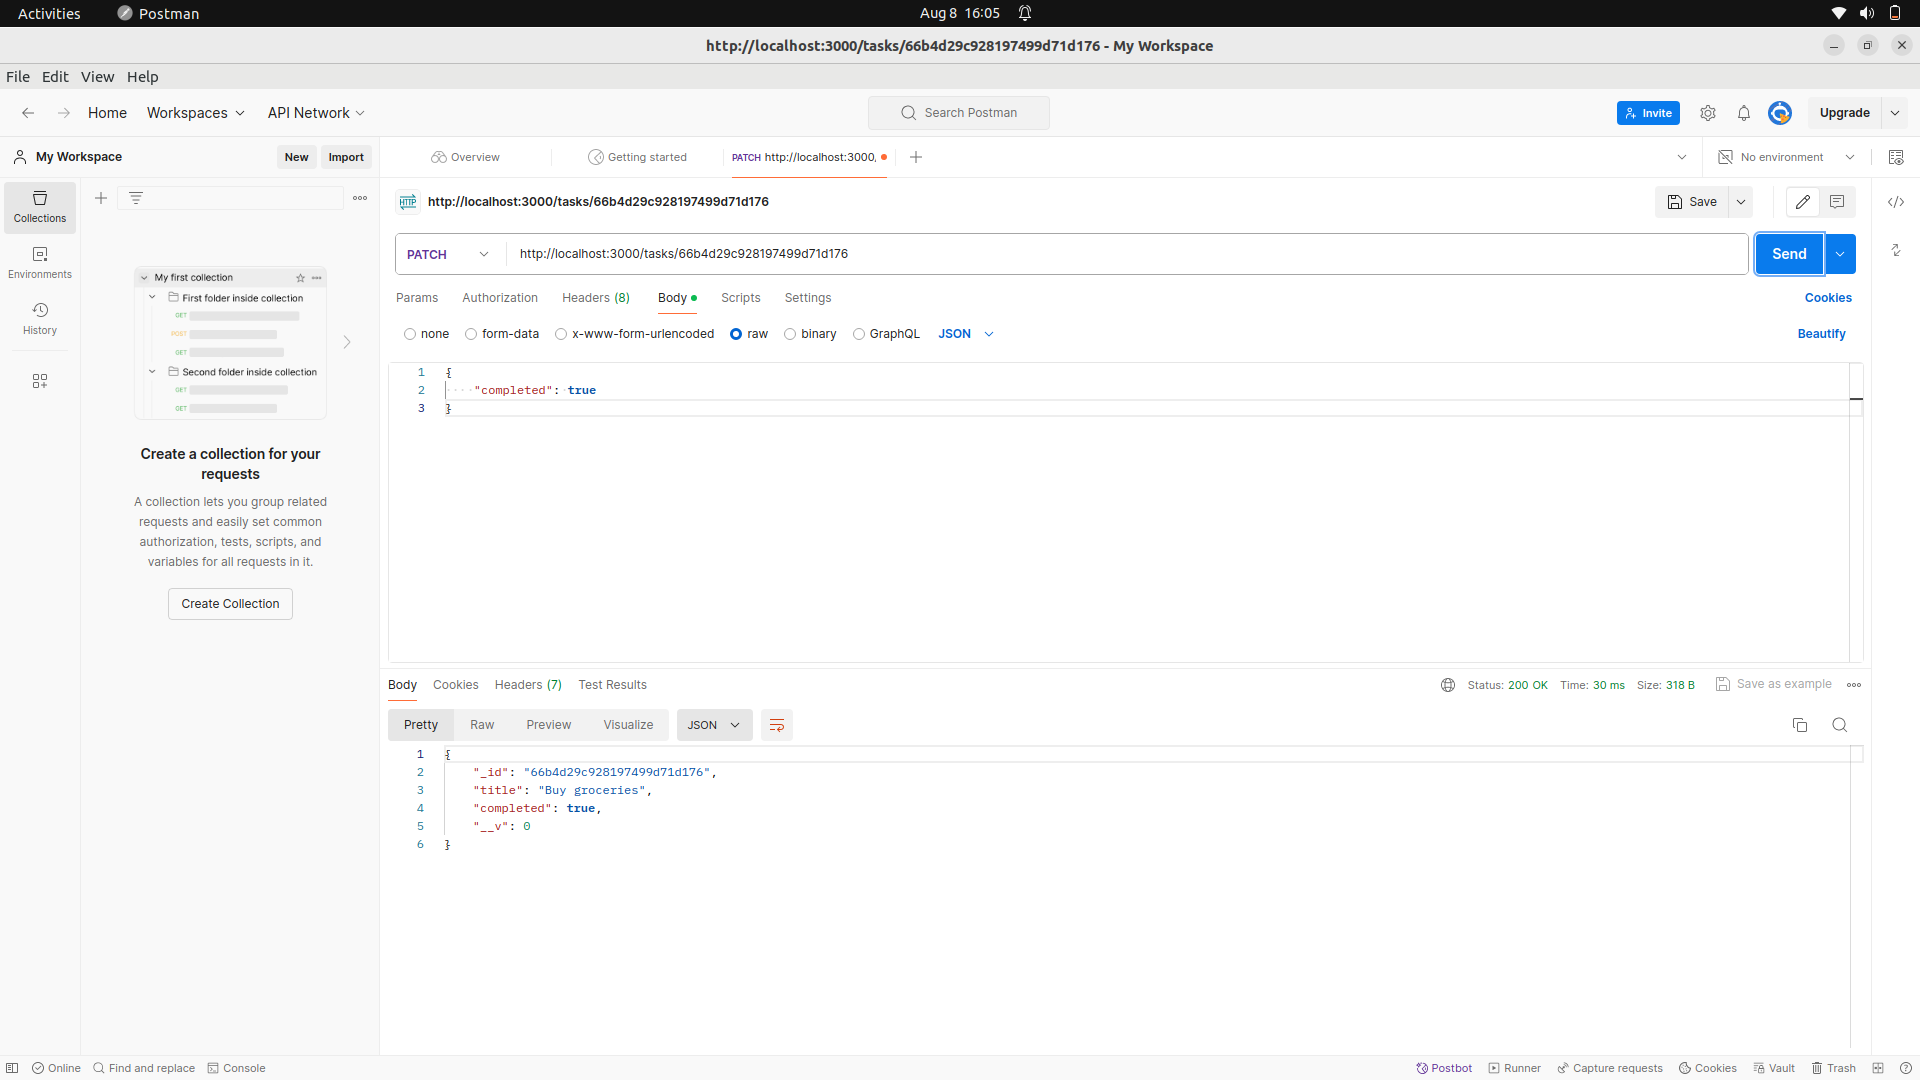 Activities Postman Aug 8 16:05
http://localhost:3000/tasks/66b4d29c928197499d71d176 - My Workspace
File Edit View Help
Home Workspaces API Network Search Postman Invite Upgrade
My Workspace New Import Overview Getting started PATCH http://localhost:3000, No environment
Collections
Environments
History
My first collection
First folder inside collection
GET
POST
GET
Second folder inside collection
GET
GET
Create a collection for your
requests
A collection lets you group related
requests and easily set common
authorization, tests, scripts, and
variables for all requests in it.
Create Collection
HTTP http://localhost:3000/tasks/66b4d29c928197499d71d176 Save
PATCH http://localhost:3000/tasks/66b4d29c928197499d71d176 Send
Params Authorization Headers (8) Body Scripts Settings Cookies
none form-data x-www-form-urlencoded raw binary GraphQL JSON Beautify
1 {
2 "completed": true
3 }
Body Cookies Headers (7) Test Results Status: 200 OK Time: 30 ms Size: 318 B Save as example
Pretty Raw Preview Visualize JSON
1 {
2 "_id": "66b4d29c928197499d71d176",
3 "title": "Buy groceries",
4 "completed": true,
5 "__v": 0
6 }
Online Find and replace Console Postbot Runner Capture requests Cookies Vault Trash